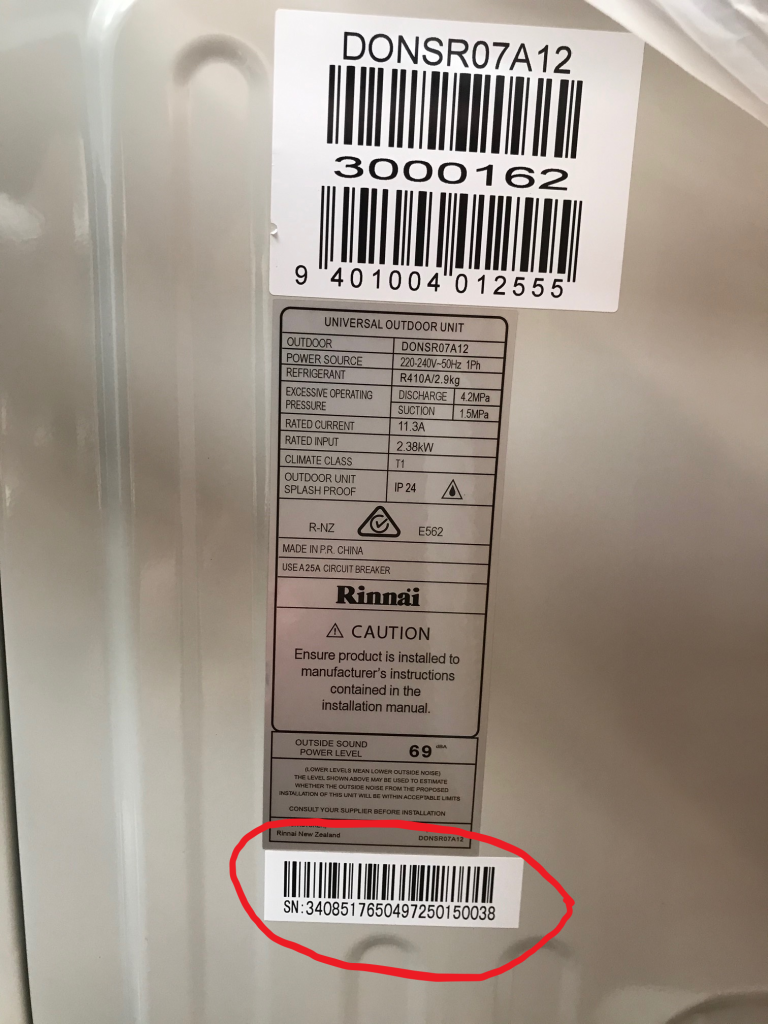 DONSR07A12
3000162
9 401004 012555
UNIVERSAL OUTDOOR UNIT
OUTDOOR DONSR07A12
POWER SOURCE 220-240V~50Hz 1Ph
REFRIGERANT R410A/2.9kg
EXCESSIVE OPERATING PRESSURE DISCHARGE 4.2MPa
SUCTION 1.5MPa
RATED CURRENT 11.3A
RATED INPUT 2.38kW
CLIMATE CLASS T1
OUTDOOR UNIT
SPLASH PROOF IP 24
R-NZ E562
MADE IN P.R. CHINA
USE A 25A CIRCUIT BREAKER
Rinnai
CAUTION
Ensure product is installed to
manufacturer's instructions
contained in the
installation manual.
OUTSIDE SOUND
POWER LEVEL 69 dBA
(LOWER LEVELS MEAN LOWER OUTSIDE NOISE)
THE LEVEL SHOWN ABOVE MAY BE USED TO ESTIMATE
WHETHER THE OUTSIDE NOISE FROM THE PROPOSED
INSTALLATION OF THIS UNIT WILL BE WITHIN ACCEPTABLE LIMITS
CONSULT YOUR SUPPLIER BEFORE INSTALLATION
Rinnai New Zealand DONSR07A12
SN:3408517650497250150038